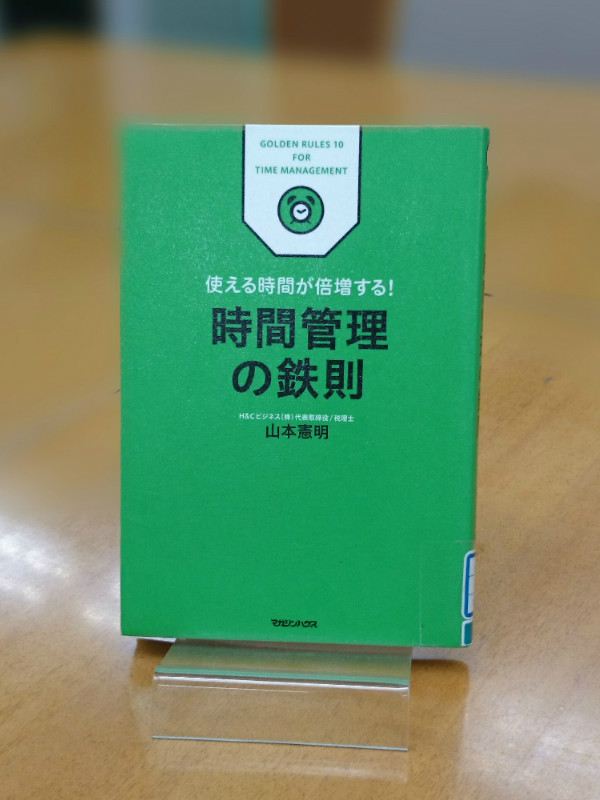 GOLDEN RULES 10
FOR
TIME MANAGEMENT
使える時間が倍増する!
時間管理
の鉄則
H&Cビジネス(株)代表取締役/税理士
山本憲明
マガジンハウス